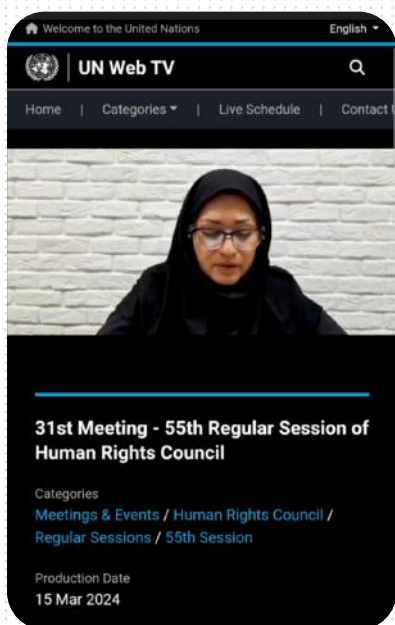 Welcome to the United Nations English
UN Web TV
Home | Categories | Live Schedule | Contact
31st Meeting - 55th Regular Session of
Human Rights Council
Categories
Meetings & Events / Human Rights Council /
Regular Sessions / 55th Session
Production Date
15 Mar 2024